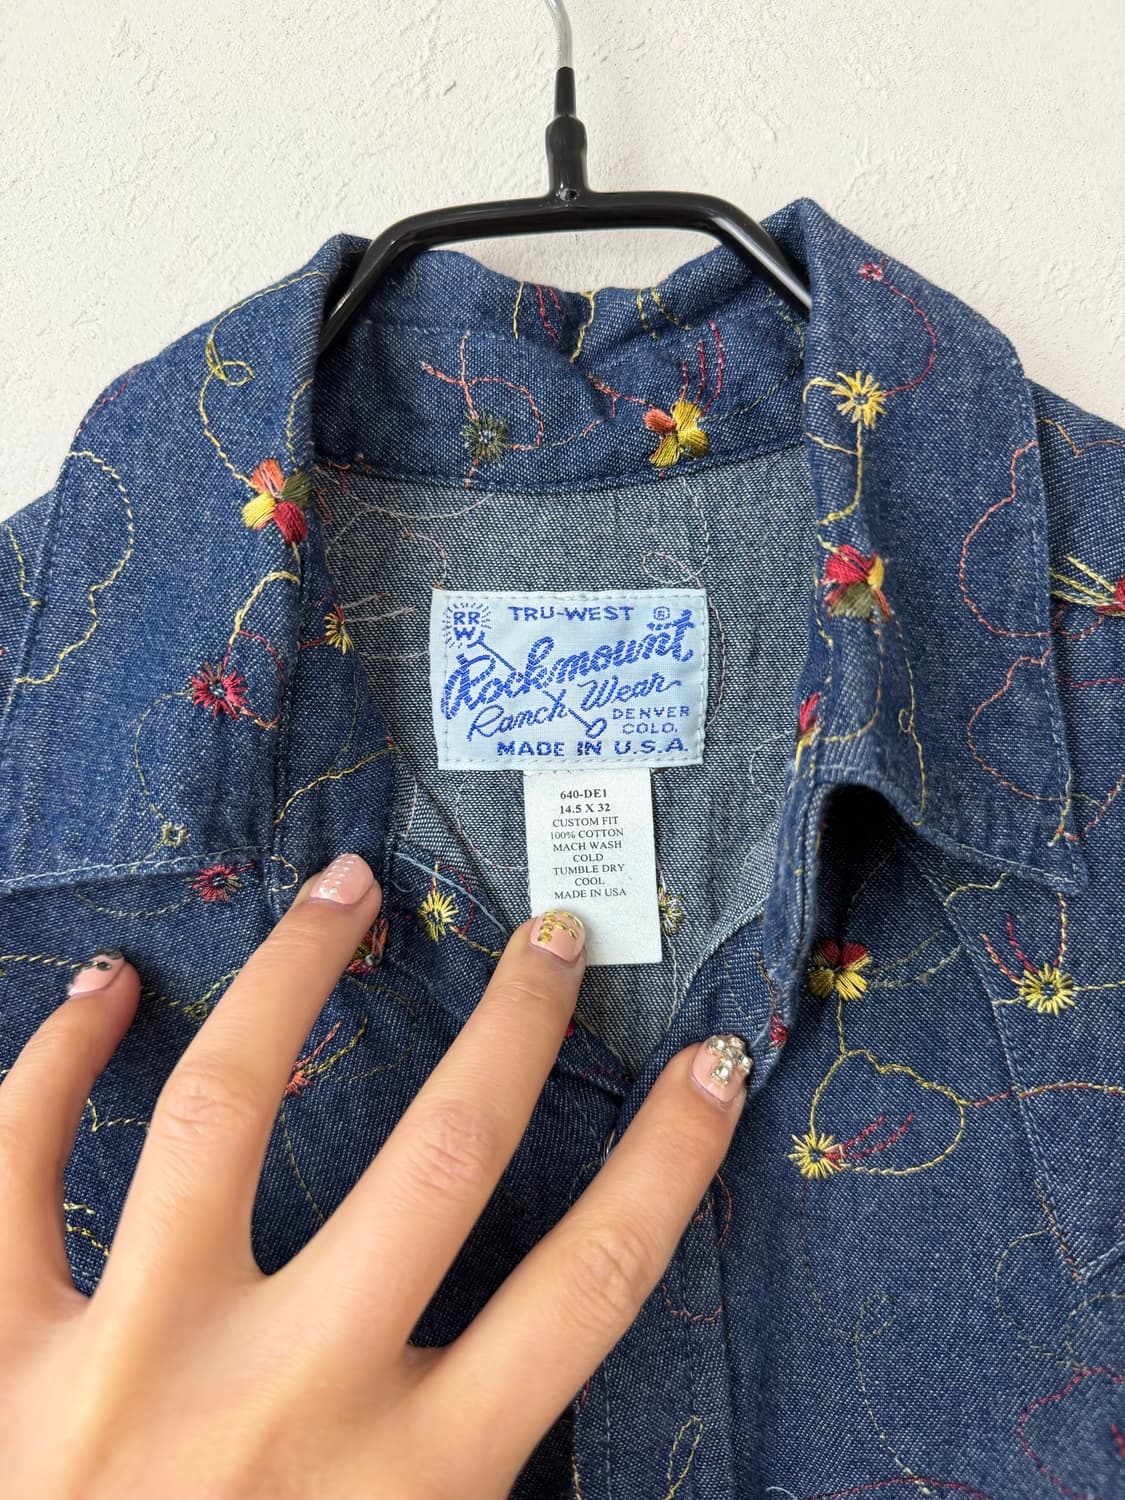 RR
W
TRU-WEST ®
Rockmount
Ranch Wear
DENVER
COLO.
MADE IN U.S.A.
640-DE1
14.5 X 32
CUSTOM FIT
100% COTTON
MACH WASH
COLD
TUMBLE DRY
COOL
MADE IN USA